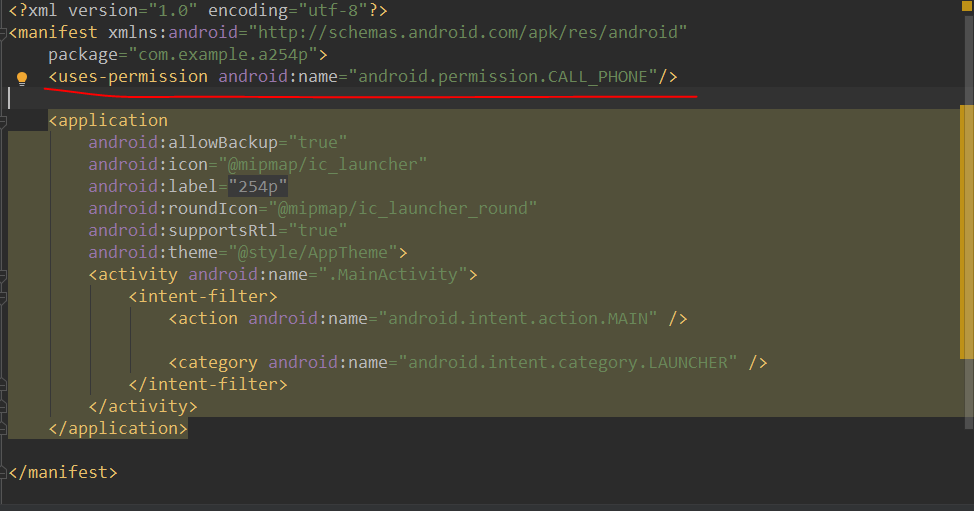 <?xml version="1.0" encoding="utf-8"?>
<manifest xmlns:android="http://schemas.android.com/apk/res/android"
    package="com.example.a254p">
    <uses-permission android:name="android.permission.CALL_PHONE"/>
    <application
        android:allowBackup="true"
        android:icon="@mipmap/ic_launcher"
        android:label="254p"
        android:roundIcon="@mipmap/ic_launcher_round"
        android:supportsRtl="true"
        android:theme="@style/AppTheme">
        <activity android:name=".MainActivity">
            <intent-filter>
                <action android:name="android.intent.action.MAIN" />
                <category android:name="android.intent.category.LAUNCHER" />
            </intent-filter>
        </activity>
    </application>
</manifest>